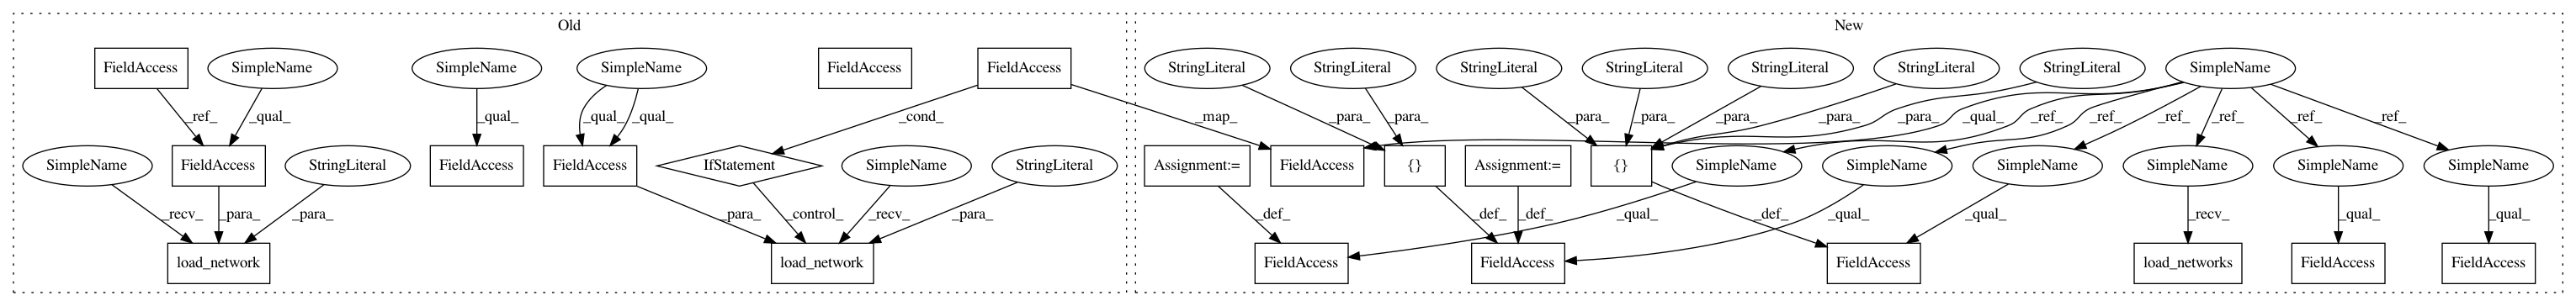 Old
New
FieldAccess
SimpleName
SimpleName
SimpleName
FieldAccess
FieldAccess
StringLiteral
StringLiteral
StringLiteral
StringLiteral
StringLiteral
StringLiteral
StringLiteral
SimpleName
_ref_
_qual_
_qual_
_qual_
_qual_
_cond_
_map_
_para_
_para_
_para_
_para_
_para_
_para_
_para_
_qual_
_ref_
_ref_
_ref_
_ref_
_ref_
_ref_
SimpleName
FieldAccess
StringLiteral
FieldAccess
FieldAccess
IfStatement
SimpleName
StringLiteral
Assignment:=
FieldAccess
{}
Assignment:=
{}
SimpleName
SimpleName
SimpleName
SimpleName
SimpleName
SimpleName
_recv_
_para_
_para_
_para_
_control_
_recv_
_para_
_def_
_def_
_def_
_qual_
_def_
_qual_
_qual_
_recv_
_qual_
_qual_
load_network
load_network
FieldAccess
FieldAccess
FieldAccess
load_networks
FieldAccess
FieldAccess